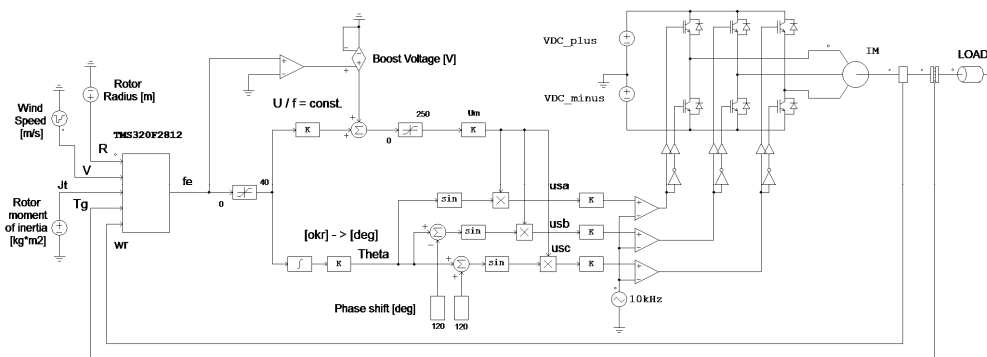 VDC_plus
IM
LOAD
Boost Voltage [V]
Rotor
Radius [m]
VDC_minus
U / f = const.
Wind
Speed
[m/s]
TMS320F2812
250
Um
K
K
0
R
V
fe
40
Jt
Tg
wr
0
Rotor
moment
of inertia
[kg*m2]
sin
usa
K
[okr] - > [deg]
Theta
sin
usb
K
usc
∫
K
sin
K
Phase shift [deg]
10kHz
120
120